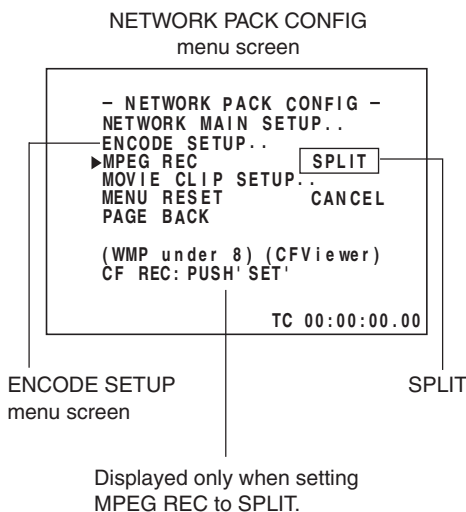 NETWORK PACK CONFIG
menu screen
– NETWORK PACK CONFIG –
NETWORK MAIN SETUP..
ENCODE SETUP..
▶MPEG REC SPLIT
MOVIE CLIP SETUP..
MENU RESET CANCEL
PAGE BACK
(WMP under 8) (CFViewer)
CF REC: PUSH'SET'
TC 00:00:00.00
ENCODE SETUP
menu screen
SPLIT
Displayed only when setting
MPEG REC to SPLIT.